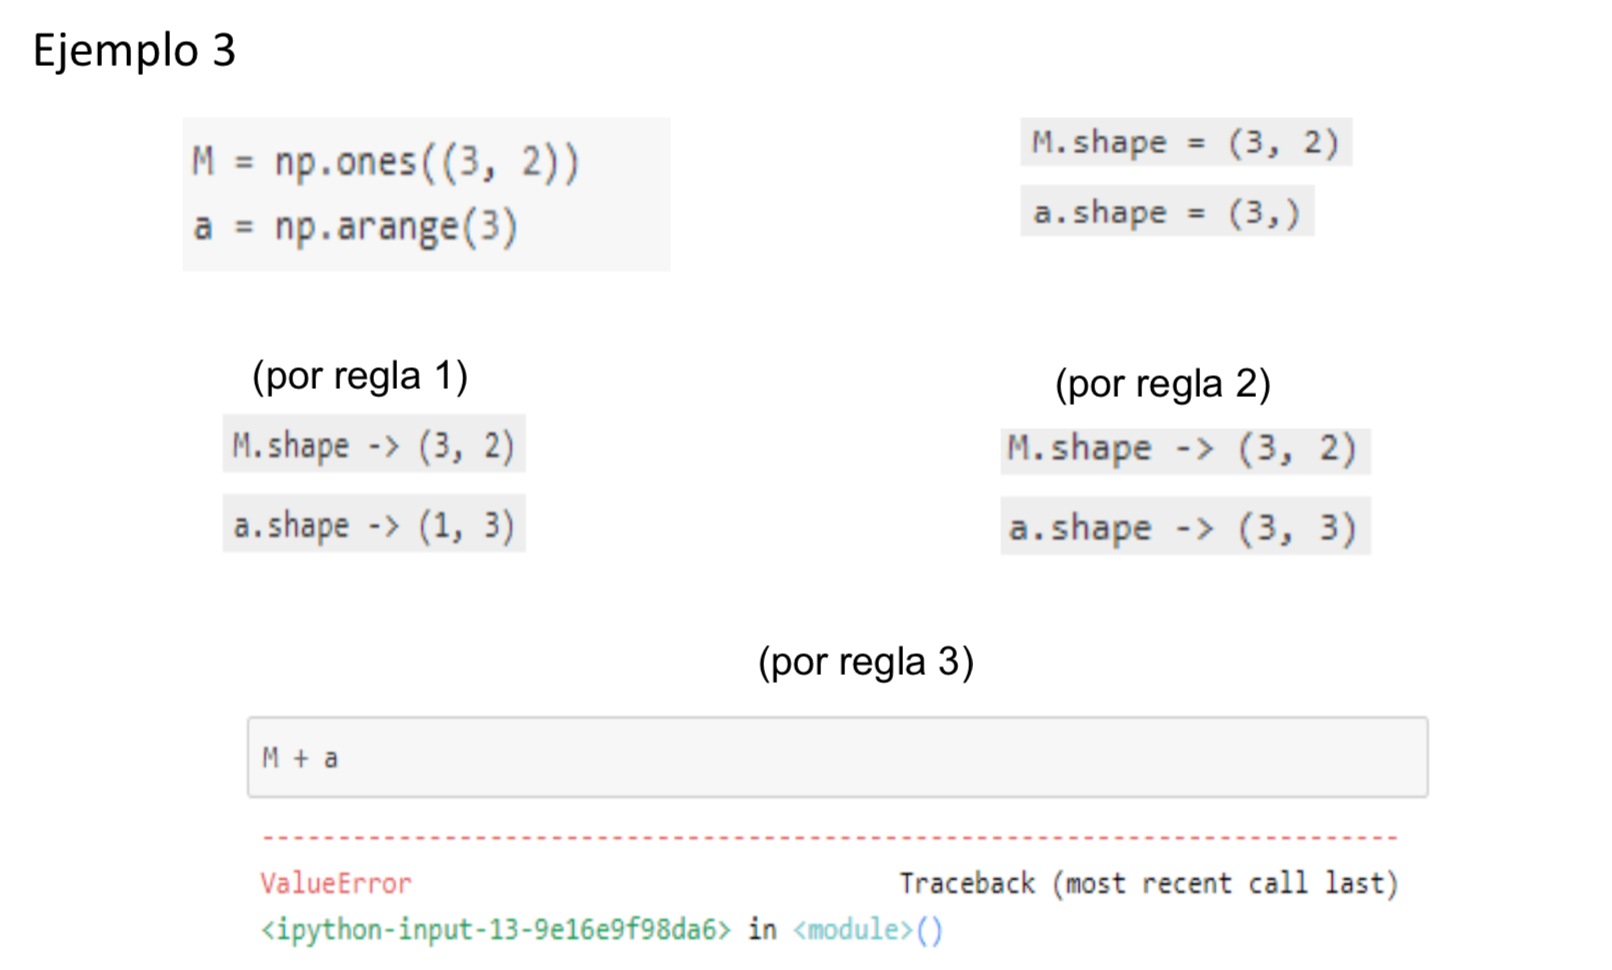 Ejemplo 3
M = np.ones((3, 2))
a = np.arange(3)
M.shape = (3, 2)
a.shape = (3,)
(por regla 1)
M.shape -> (3, 2)
a.shape -> (1, 3)
(por regla 2)
M.shape -> (3, 2)
a.shape -> (3, 3)
(por regla 3)
M + a
---------------------------------------------------------------------------
ValueError Traceback (most recent call last)
<ipython-input-13-9e16e9f98da6> in <module>()